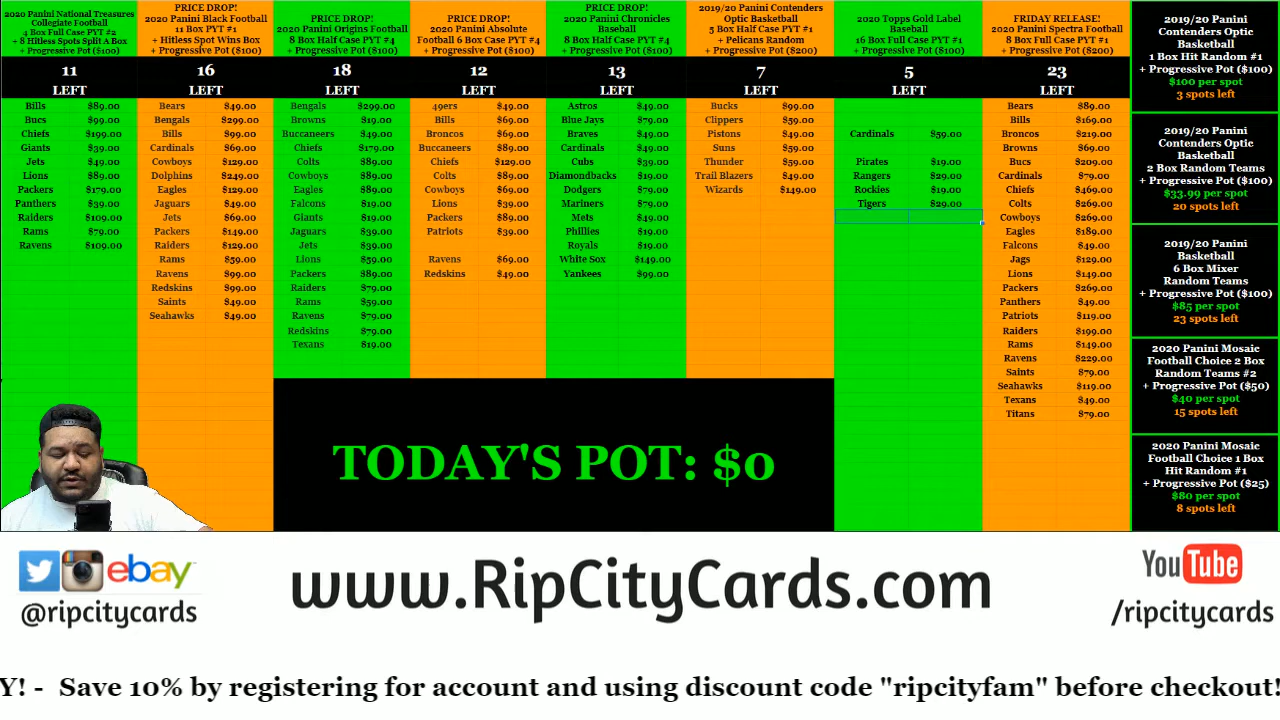 2020 Panini National Treasures
Collegiate Football
4 Box Full Case PYT #2
+ 8 Hitless Spots Split A Box
+ Progressive Pot ($100)
11
LEFT
Bills $89.00
Bucs $99.00
Chiefs $199.00
Giants $39.00
Jets $49.00
Lions $89.00
Packers $179.00
Panthers $39.00
Raiders $109.00
Rams $79.00
Ravens $109.00
PRICE DROP!
2020 Panini Black Football
11 Box PYT #1
+ Hitless Spot Wins Box
+ Progressive Pot ($100)
16
LEFT
Bears $49.00
Bengals $299.00
Bills $99.00
Cardinals $69.00
Cowboys $129.00
Dolphins $249.00
Eagles $129.00
Jaguars $49.00
Jets $69.00
Packers $149.00
Raiders $129.00
Rams $59.00
Ravens $99.00
Redskins $99.00
Saints $49.00
Seahawks $49.00
PRICE DROP!
2020 Panini Origins Football
8 Box Half Case PYT #4
+ Progressive Pot ($100)
18
LEFT
Bengals $299.00
Browns $19.00
Buccaneers $49.00
Chiefs $179.00
Colts $89.00
Cowboys $89.00
Eagles $89.00
Falcons $19.00
Giants $19.00
Jaguars $39.00
Jets $39.00
Lions $59.00
Packers $89.00
Raiders $79.00
Rams $59.00
Ravens $79.00
Redskins $79.00
Texans $19.00
PRICE DROP!
2020 Panini Absolute
Football 6 Box Case PYT #4
+ Progressive Pot ($100)
12
LEFT
49ers $49.00
Bills $69.00
Broncos $69.00
Buccaneers $89.00
Chiefs $129.00
Colts $89.00
Cowboys $69.00
Lions $39.00
Packers $89.00
Patriots $39.00
Ravens $69.00
Redskins $49.00
PRICE DROP!
2020 Panini Chronicles
Baseball
8 Box Half Case PYT #4
+ Progressive Pot ($100)
13
LEFT
Astros $49.00
Blue Jays $79.00
Braves $49.00
Cardinals $49.00
Cubs $39.00
Diamondbacks $19.00
Dodgers $79.00
Mariners $79.00
Mets $49.00
Phillies $19.00
Royals $19.00
White Sox $149.00
Yankees $99.00
2019/20 Panini Contenders
Optic Basketball
5 Box Half Case PYT #1
+ Pelicans Random
+ Progressive Pot ($200)
7
LEFT
Bucks $99.00
Clippers $59.00
Pistons $49.00
Suns $59.00
Thunder $59.00
Trail Blazers $49.00
Wizards $149.00
2020 Topps Gold Label
Baseball
16 Box Full Case PYT #1
+ Progressive Pot ($100)
5
LEFT
Cardinals $59.00
Pirates $19.00
Rangers $29.00
Rockies $19.00
Tigers $29.00
FRIDAY RELEASE!
2020 Panini Spectra Football
8 Box Full Case PYT #1
+ Progressive Pot ($200)
23
LEFT
Bears $89.00
Bills $169.00
Broncos $219.00
Browns $69.00
Bucs $209.00
Cardinals $79.00
Chiefs $469.00
Colts $269.00
Cowboys $269.00
Eagles $189.00
Falcons $49.00
Jags $129.00
Lions $149.00
Packers $269.00
Panthers $49.00
Patriots $119.00
Raiders $199.00
Rams $149.00
Ravens $229.00
Saints $79.00
Seahawks $119.00
Texans $49.00
Titans $79.00
2019/20 Panini
Contenders Optic
Basketball
1 Box Hit Random #1
+ Progressive Pot ($100)
$100 per spot
3 spots left
2019/20 Panini
Contenders Optic
Basketball
2 Box Random Teams
+ Progressive Pot ($100)
$33.99 per spot
20 spots left
2019/20 Panini
Basketball
6 Box Mixer
Random Teams
+ Progressive Pot ($100)
$85 per spot
23 spots left
2020 Panini Mosaic
Football Choice 2 Box
Random Teams #2
+ Progressive Pot ($50)
$40 per spot
15 spots left
2020 Panini Mosaic
Football Choice 1 Box
Hit Random #1
+ Progressive Pot ($25)
$80 per spot
8 spots left
TODAY'S POT: $0
ebay
@ripcitycards
www.RipCityCards.com
YouTube
/ripcitycards
Y! - Save 10% by registering for account and using discount code "ripcityfam" before checkout!